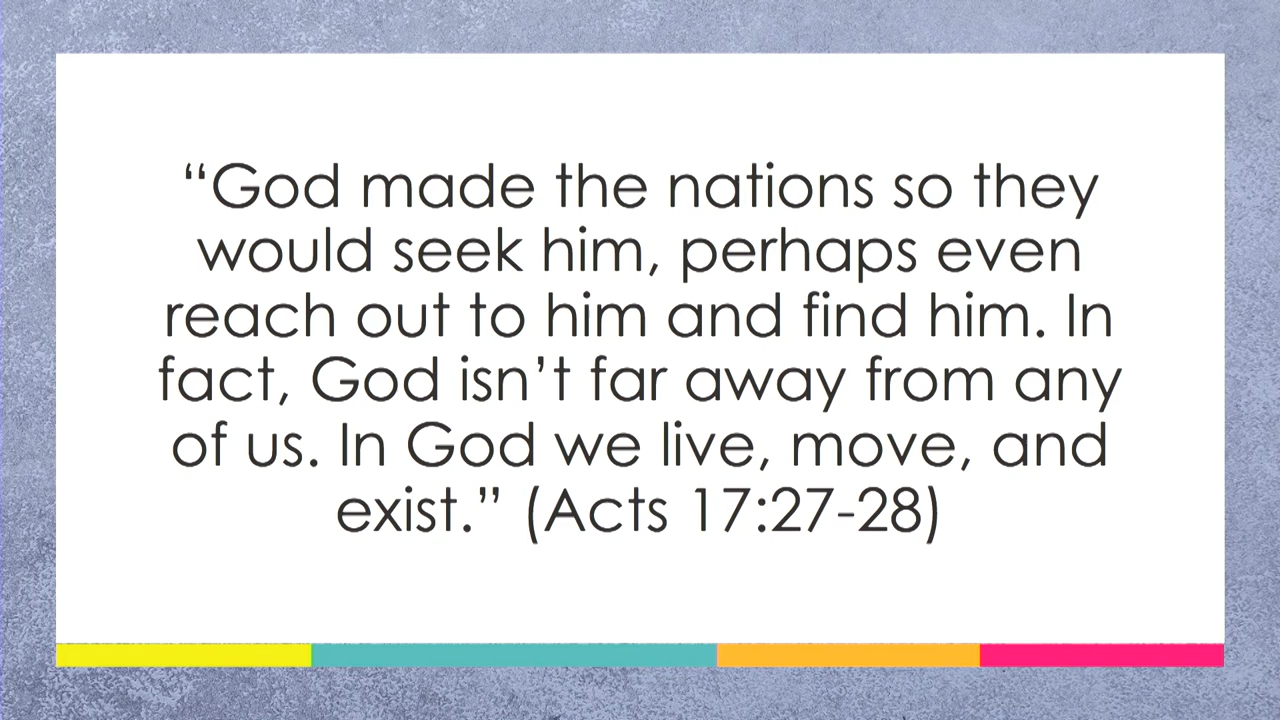 “God made the nations so they
would seek him, perhaps even
reach out to him and find him. In
fact, God isn’t far away from any
of us. In God we live, move, and
exist.” (Acts 17:27-28)